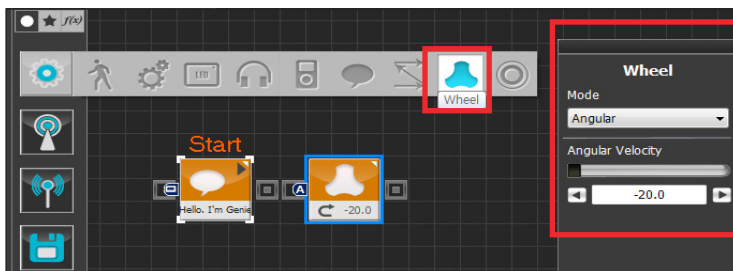 f(x)
LED
Wheel
Wheel
Mode
Angular
Angular Velocity
-20.0
Start
Hello. I'm Genie
A
-20.0